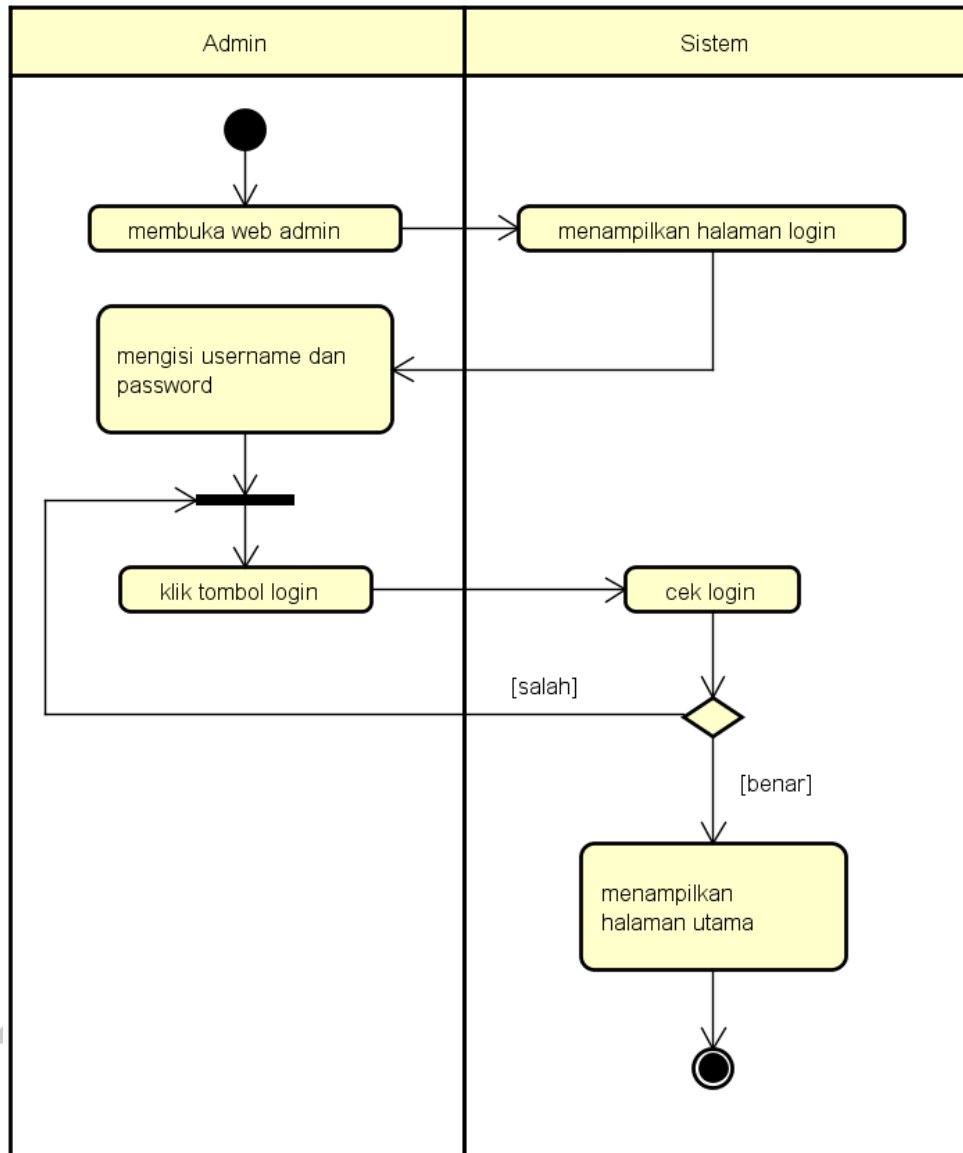 Admin
Sistem
membuka web admin
menampilkan halaman login
mengisi username dan
password
klik tombol login
cek login
[salah]
[benar]
menampilkan
halaman utama